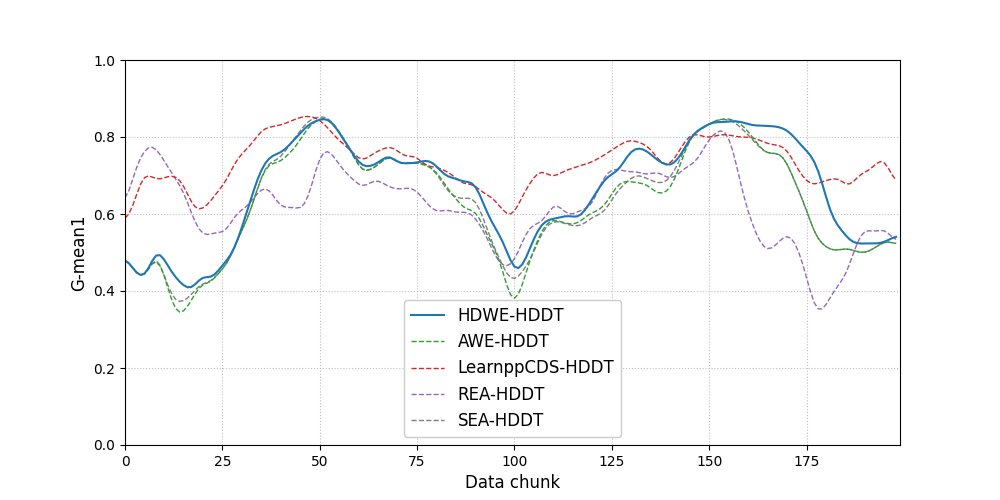 1.0
0.8
0.6
0.4
0.2
0.0
G-mean1
0
25
50
75
100
125
150
175
Data chunk
HDWE-HDDT
AWE-HDDT
LearnppCDS-HDDT
REA-HDDT
SEA-HDDT